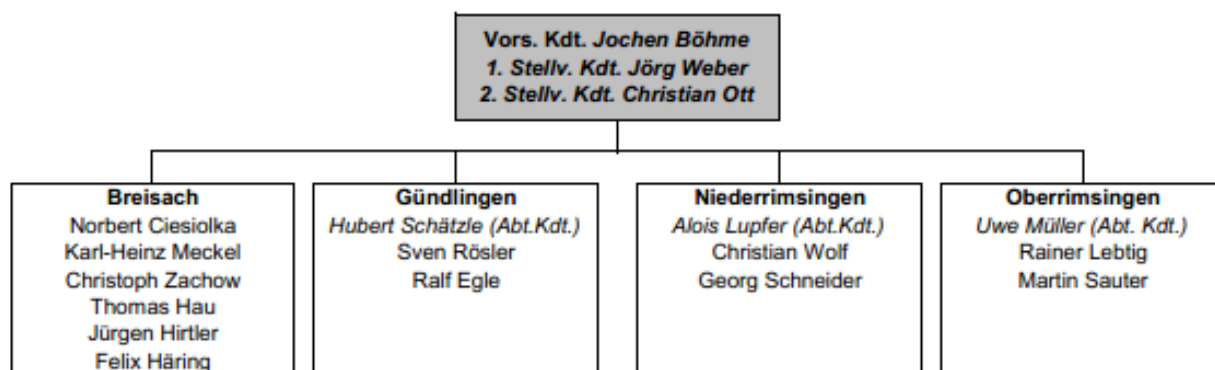 Vors. Kdt. Jochen Böhme
1. Stellv. Kdt. Jörg Weber
2. Stellv. Kdt. Christian Ott
Breisach
Norbert Ciesiolka
Karl-Heinz Meckel
Christoph Zachow
Thomas Hau
Jürgen Hirtler
Felix Häring
Gündlingen
Hubert Schätzle (Abt.Kdt.)
Sven Rösler
Ralf Egle
Niederrimsingen
Alois Lupfer (Abt.Kdt.)
Christian Wolf
Georg Schneider
Oberrimsingen
Uwe Müller (Abt. Kdt.)
Rainer Lebtig
Martin Sauter